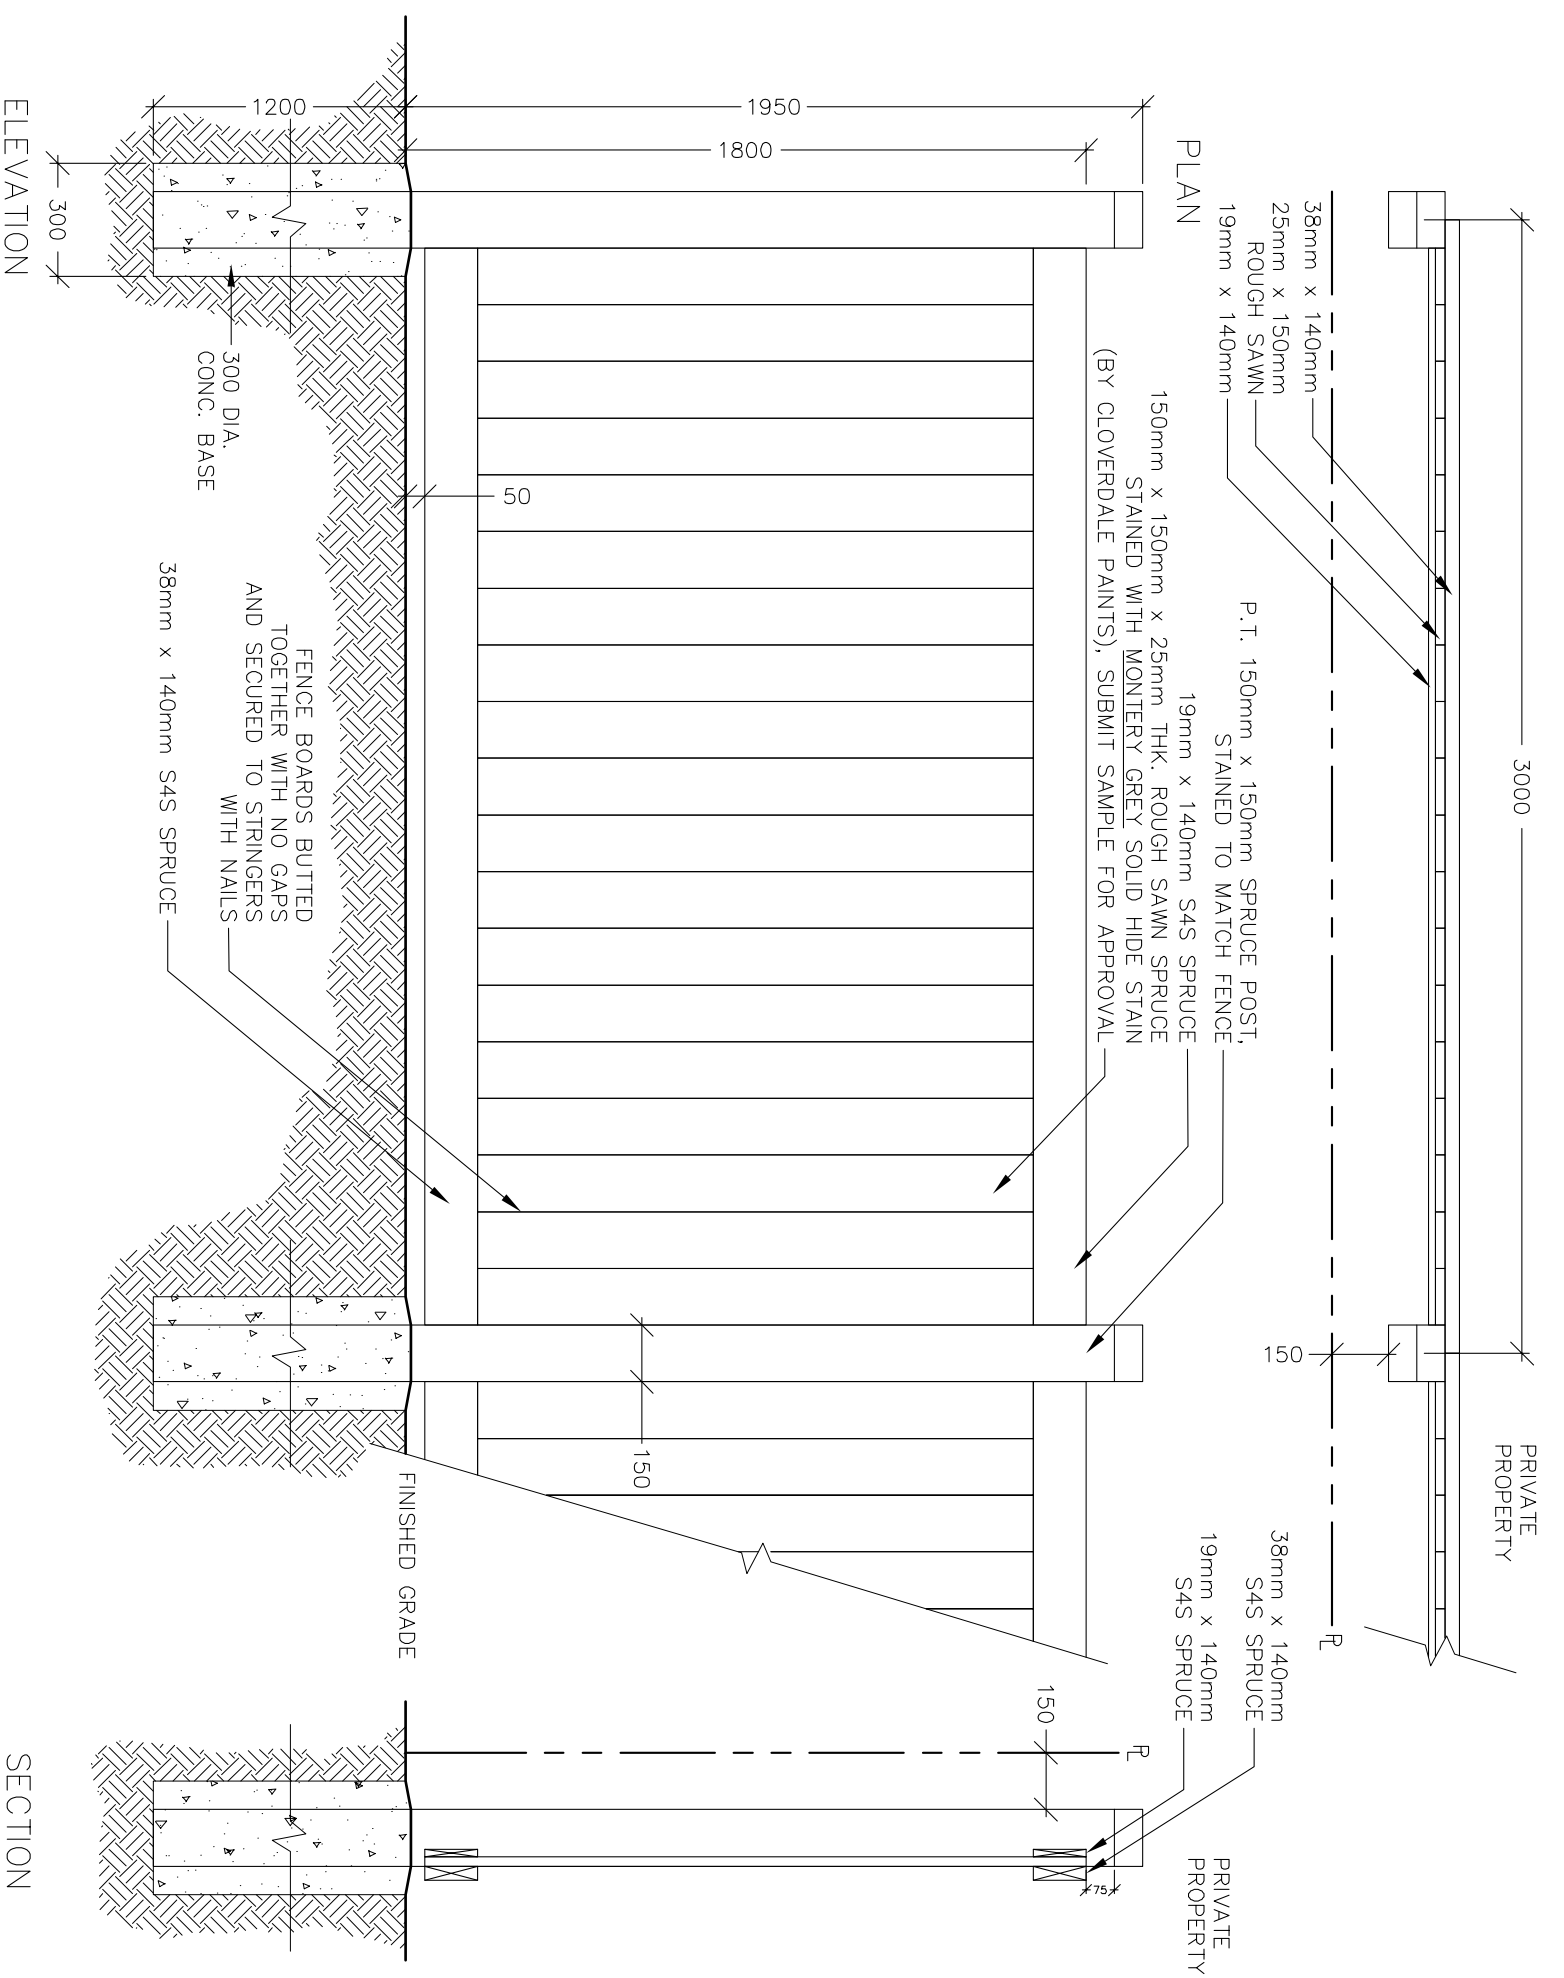 3000
PRIVATE
PROPERTY
150
PL
38mm x 140mm
25mm x 150mm
ROUGH SAWN
19mm x 140mm
PLAN
P.T. 150mm x 150mm SPRUCE POST,
STAINED TO MATCH FENCE
19mm x 140mm S4S SPRUCE
150mm x 150mm x 25mm THK. ROUGH SAWN SPRUCE
STAINED WITH MONTERY GREY SOLID HIDE STAIN
(BY CLOVERDALE PAINTS), SUBMIT SAMPLE FOR APPROVAL
1950
1800
1200
300
50
150
300 DIA.
CONC. BASE
FENCE BOARDS BUTTED
TOGETHER WITH NO GAPS
AND SECURED TO STRINGERS
WITH NAILS
38mm x 140mm S4S SPRUCE
FINISHED GRADE
ELEVATION
38mm x 140mm
S4S SPRUCE
19mm x 140mm
S4S SPRUCE
PL
150
75
PRIVATE
PROPERTY
SECTION